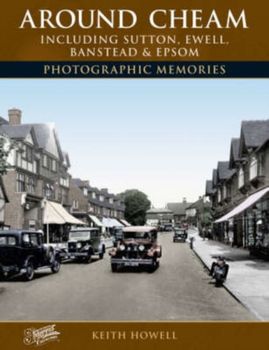 AROUND CHEAM
INCLUDING SUTTON, EWELL,
BANSTEAD & EPSOM
PHOTOGRAPHIC MEMORIES
KEITH HOWELL